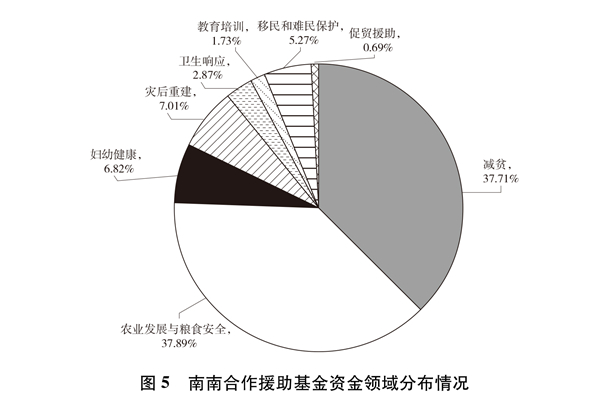 教育培训，
1.73%
移民和难民保护，
5.27%
促贸援助，
0.69%
卫生响应，
2.87%
灾后重建，
7.01%
妇幼健康，
6.82%
减贫，
37.71%
农业发展与粮食安全，
37.89%
图 5 南南合作援助基金资金领域分布情况